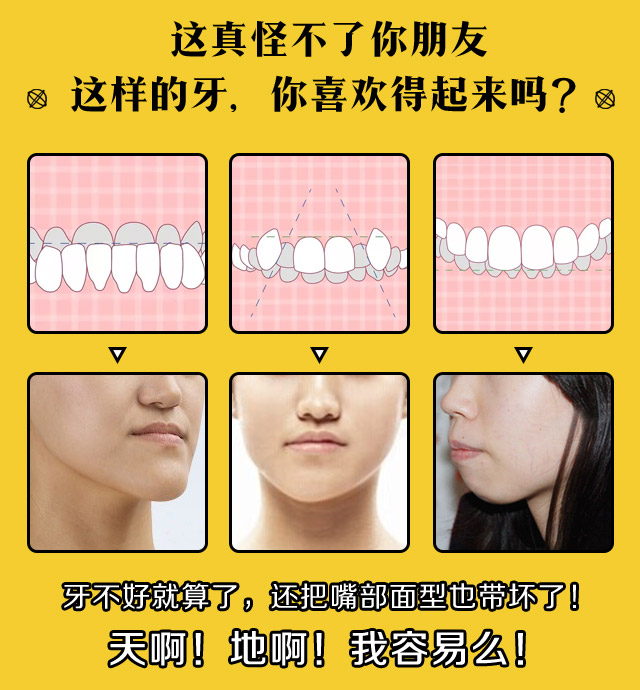 这真怪不了你朋友
这样的牙，你喜欢得起来吗？
牙不好就算了，还把嘴部面型也带坏了！
天啊！地啊！我容易么！